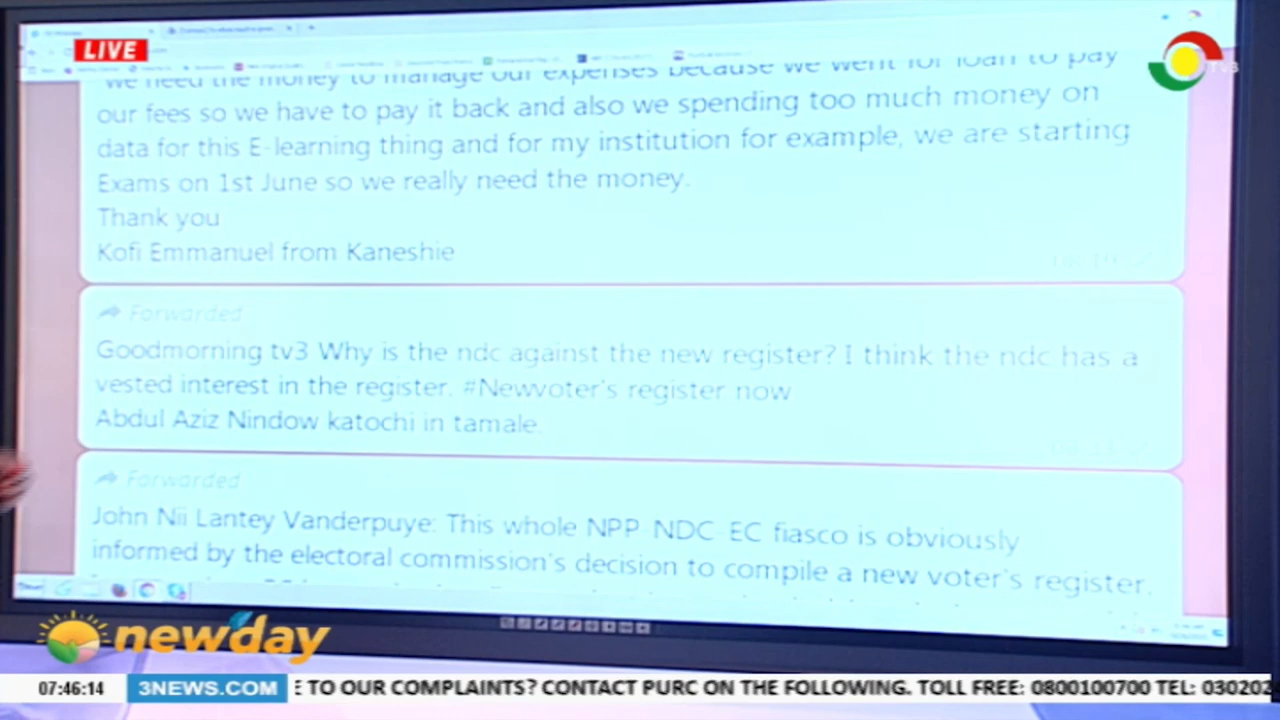 LIVE
TV3
we need the money to manage our expenses because we went for loan to pay
our fees so we have to pay it back and also we spending too much money on
data for this E-learning thing and for my institution for example, we are starting
Exams on 1st June so we really need the money.
Thank you
Kofi Emmanuel from Kaneshie
Forwarded
Goodmorning tv3 Why is the ndc against the new register? I think the ndc has a
vested interest in the register. #Newvoter's register now
Abdul Aziz Nindow katochi in tamale.
Forwarded
John Nii Lantey Vanderpuye: This whole NPP-NDC-EC fiasco is obviously
informed by the electoral commission's decision to compile a new voter's register.
newday
07:46:14 3NEWS.COM E TO OUR COMPLAINTS? CONTACT PURC ON THE FOLLOWING. TOLL FREE: 0800100700 TEL: 030202